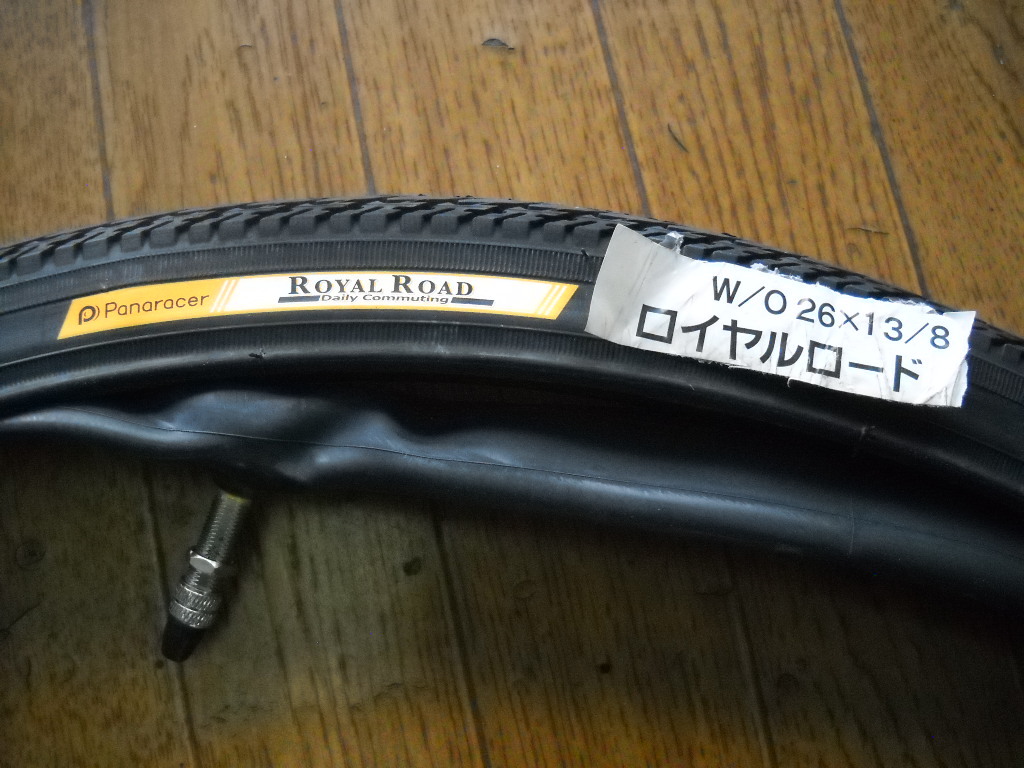 Panaracer
ROYAL ROAD
Daily Commuting
W/O 26×13/8
ロイヤルロード